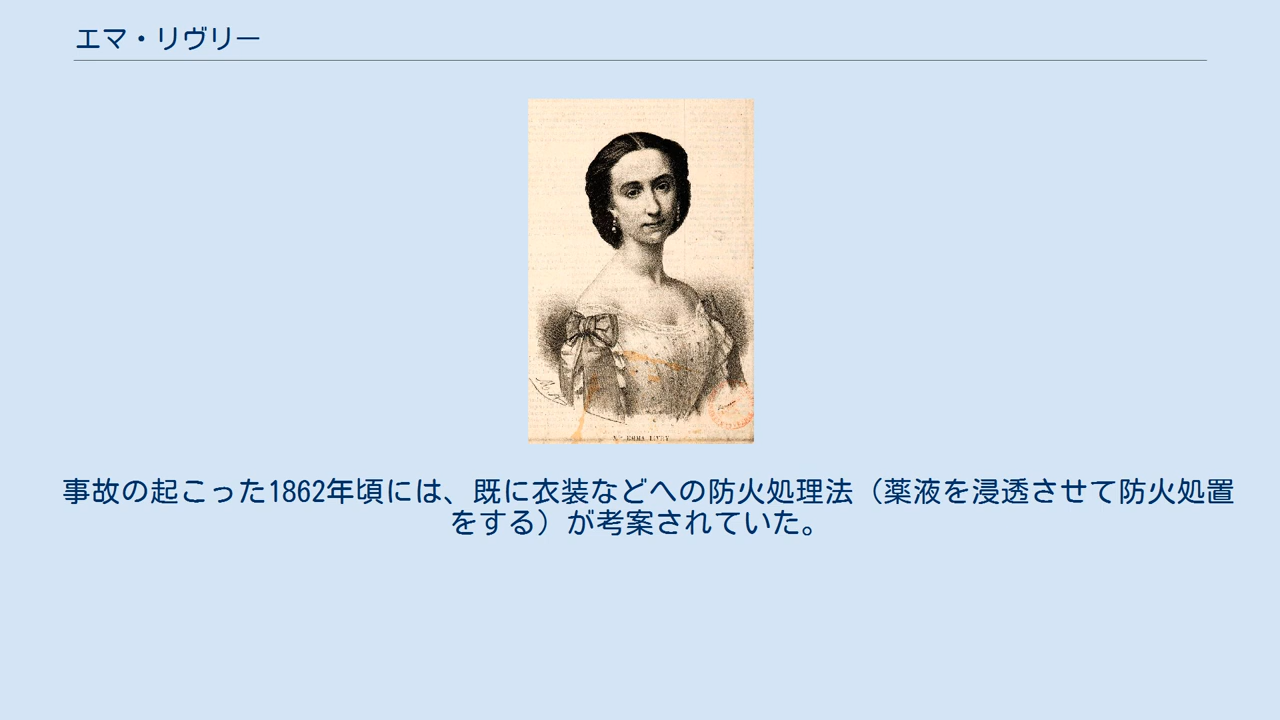 エマ・リヴリー
EMMA LIVRY
事故の起こった1862年頃には、既に衣装などへの防火処理法（薬液を浸透させて防火処置
をする）が考案されていた。